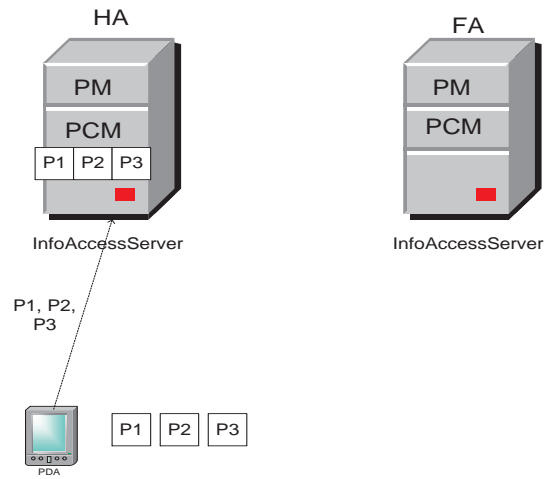 HA
FA
PM
PCM
P1 P2 P3
InfoAccessServer
PM
PCM
InfoAccessServer
P1, P2,
P3
P1 P2 P3
PDA